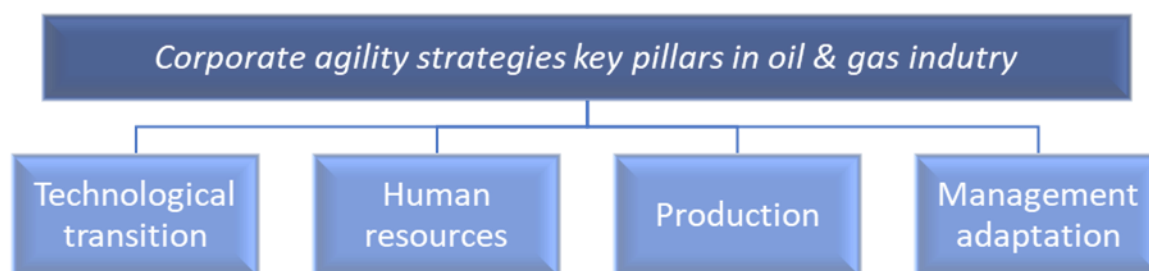 Corporate agility strategies key pillars in oil & gas indutry
Technological
transition
Human
resources
Production
Management
adaptation